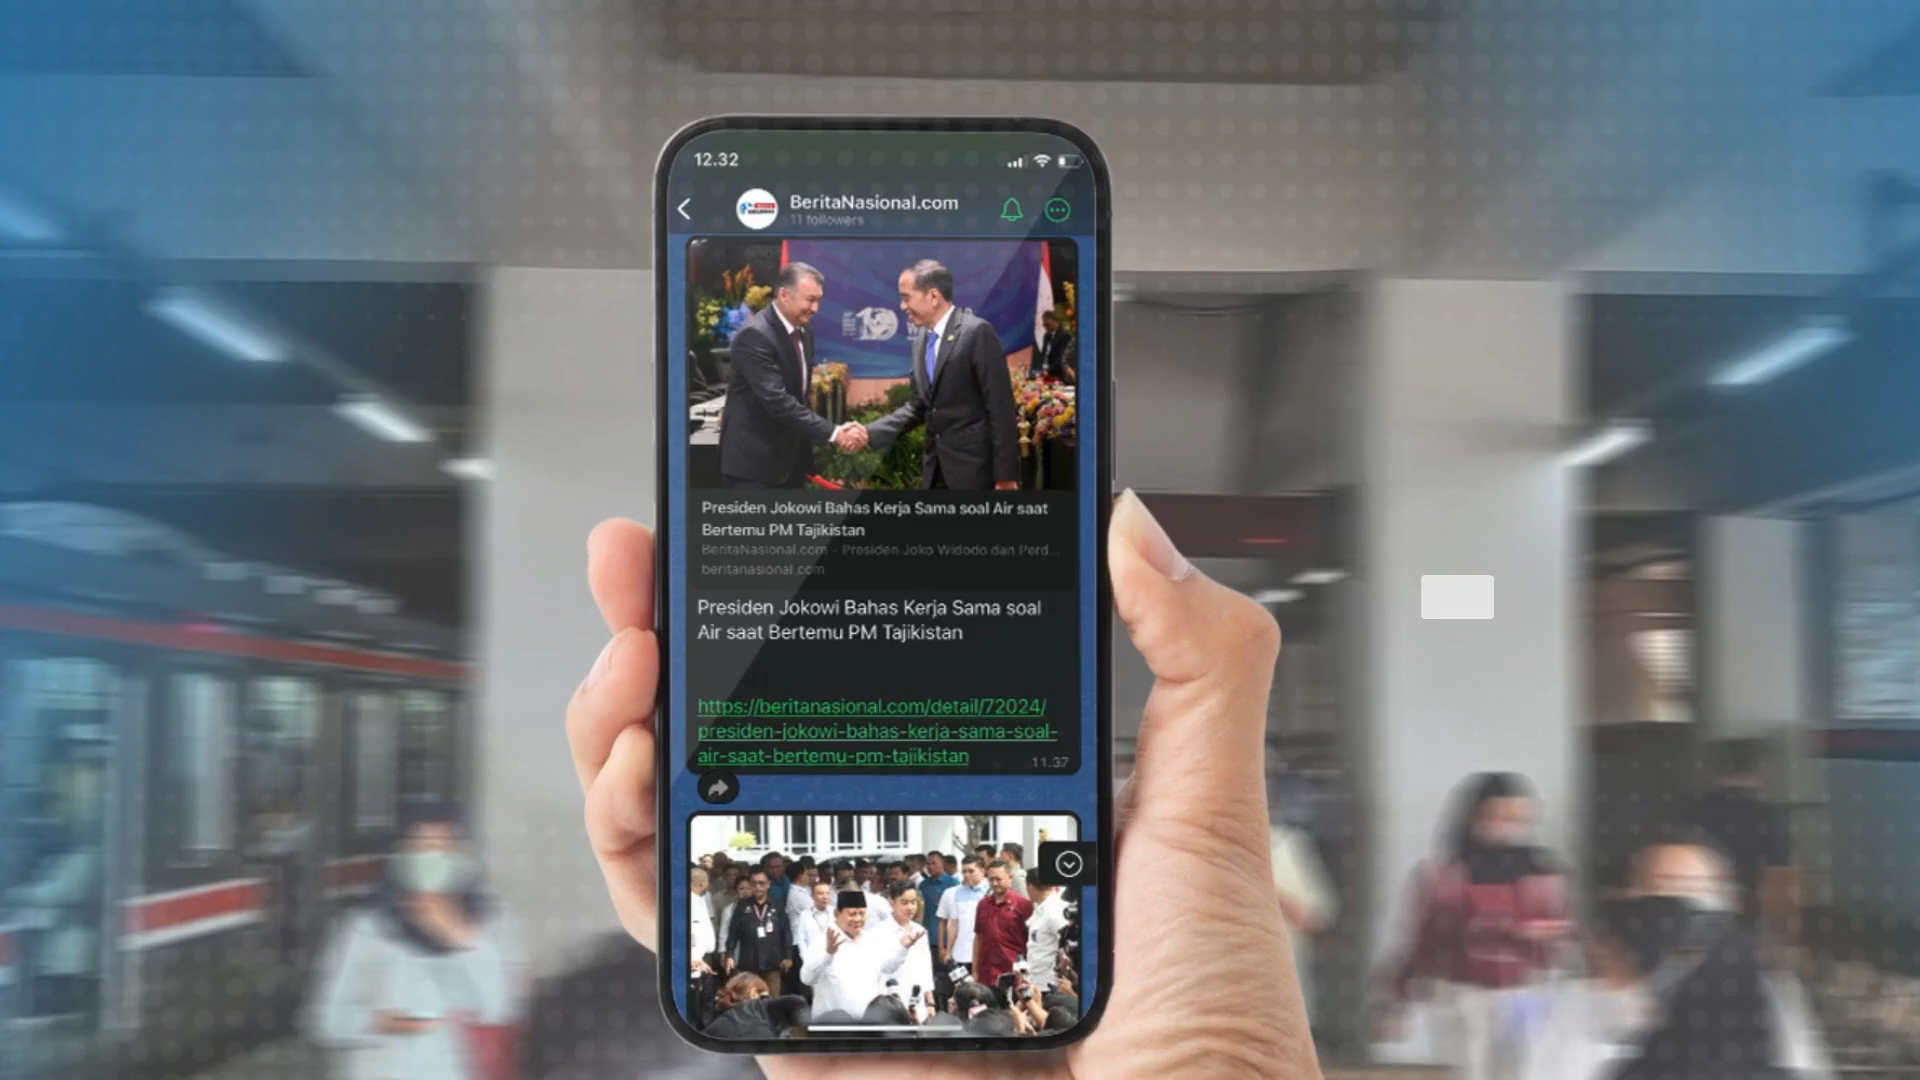 12.32
BeritaNasional.com
11 followers
10
Presiden Jokowi Bahas Kerja Sama soal Air saat
Bertemu PM Tajikistan
BeritaNasional.com - Presiden Joko Widodo dan Perd...
beritanasional.com
Presiden Jokowi Bahas Kerja Sama soal
Air saat Bertemu PM Tajikistan
https://beritanasional.com/detail/72024/
presiden-jokowi-bahas-kerja-sama-soal-
air-saat-bertemu-pm-tajikistan
11.37